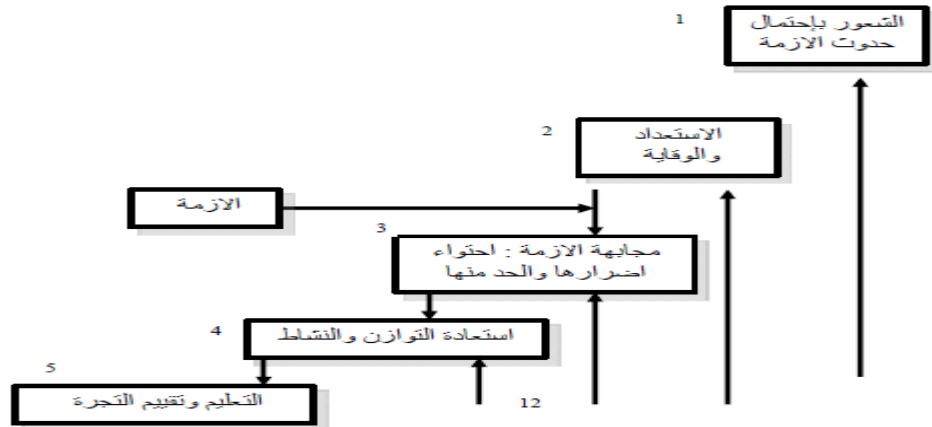 1
الشعور بإحتمال
حدوث الازمة
2
الاستعداد
والوقاية
الازمة
3
مجابهة الازمة : احتواء
اضرارها والحد منها
4
استعادة التوازن والنشاط
5
التعليم وتقييم التجرة
12